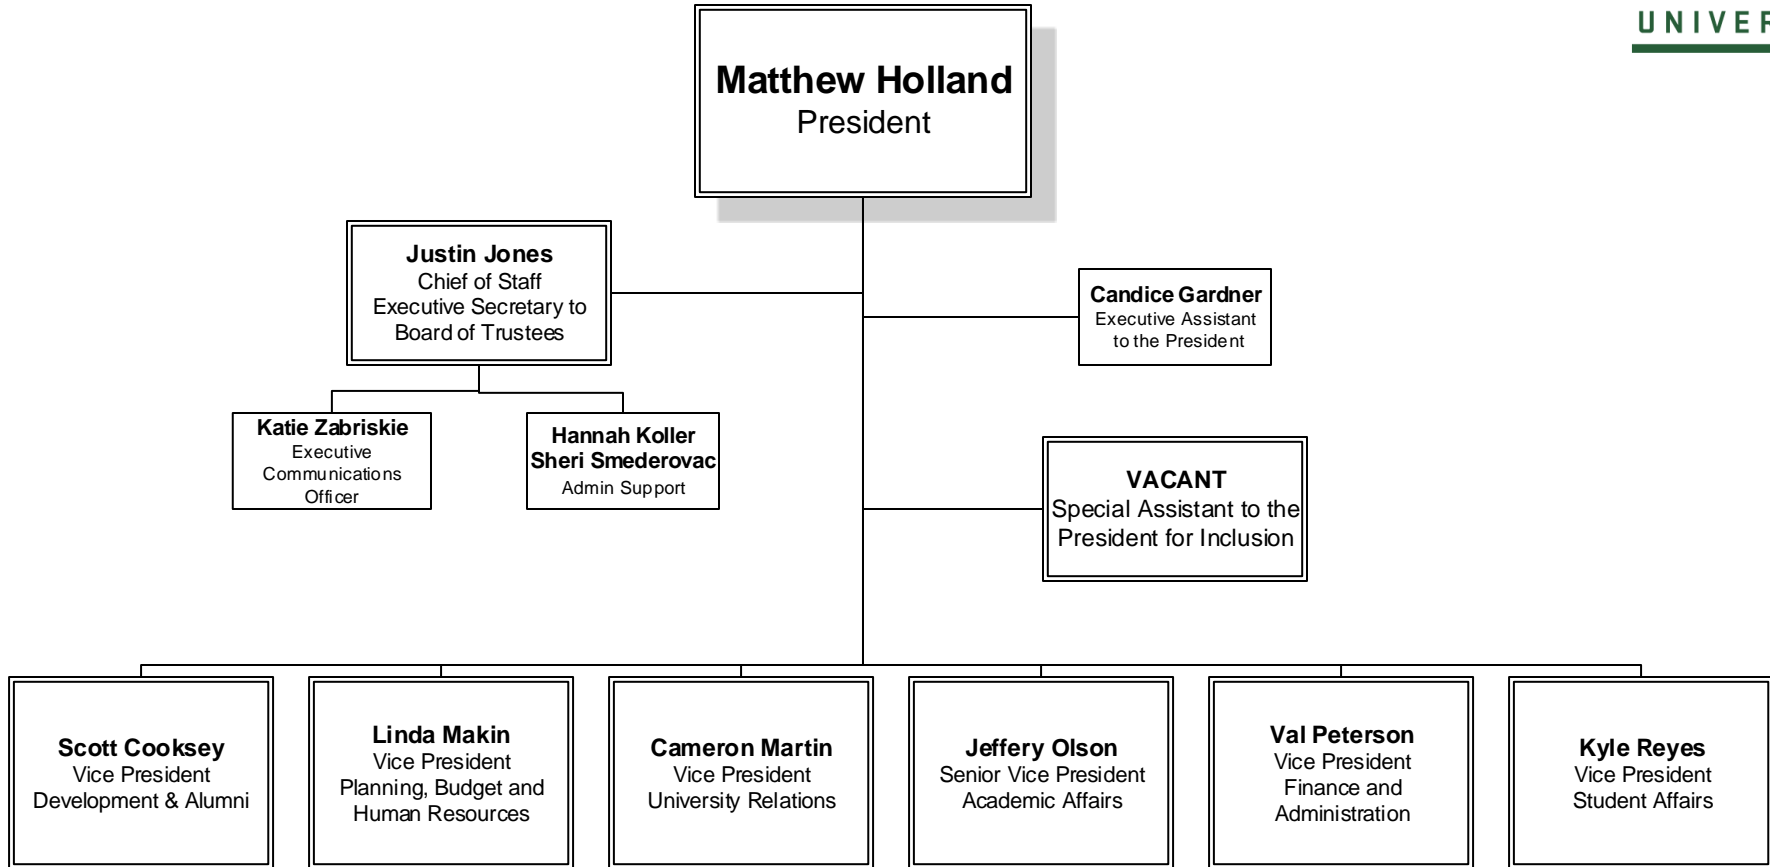 Matthew Holland
President
Justin Jones
Chief of Staff
Executive Secretary to
Board of Trustees
Candice Gardner
Executive Assistant
to the President
Katie Zabriskie
Executive
Communications
Officer
Hannah Koller
Sheri Smederovac
Admin Support
VACANT
Special Assistant to the
President for Inclusion
Scott Cooksey
Vice President
Development & Alumni
Linda Makin
Vice President
Planning, Budget and
Human Resources
Cameron Martin
Vice President
University Relations
Jeffery Olson
Senior Vice President
Academic Affairs
Val Peterson
Vice President
Finance and
Administration
Kyle Reyes
Vice President
Student Affairs